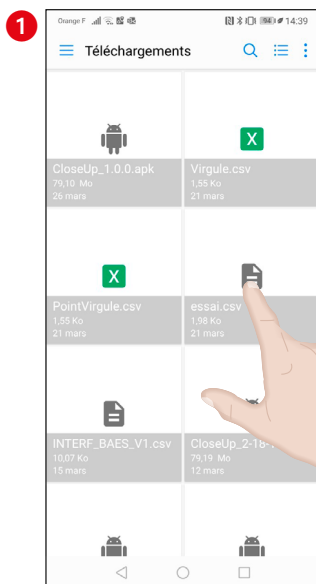 1
Orange F 94 14:39
Téléchargements
X
CloseUp_1.0.0.apk
79,10 Mo
26 mars
Virgule.csv
1,55 Ko
21 mars
X
PointVirgule.csv
1,55 Ko
21 mars
essai.csv
1,98 Ko
21 mars
INTERF_BAES_V1.csv
10,07 Ko
15 mars
CloseUp_2-18-
79,19 Mo
12 mars